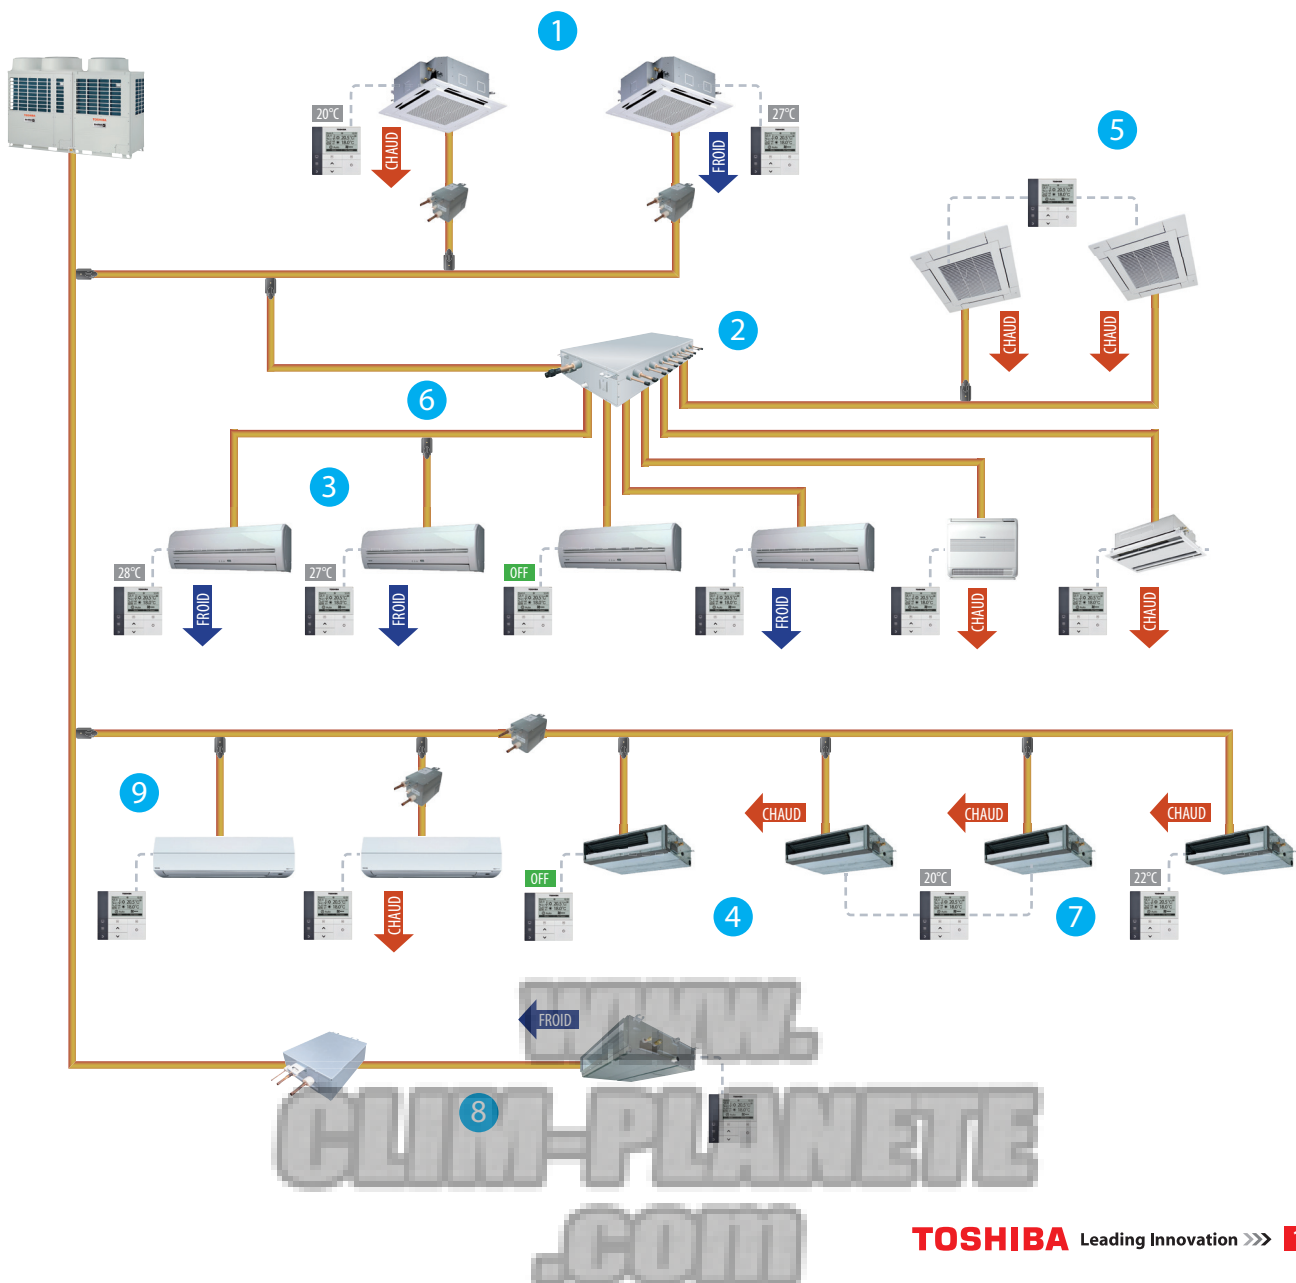 1
20°C
CHAUD
FROID
27°C
5
CHAUD
CHAUD
2
6
3
28°C
FROID
27°C
FROID
OFF
FROID
CHAUD
CHAUD
9
CHAUD
CHAUD
CHAUD
CHAUD
OFF
4
20°C
7
22°C
www.
FROID
8
CLIM-PLANETE
.com
TOSHIBA Leading Innovation >>>